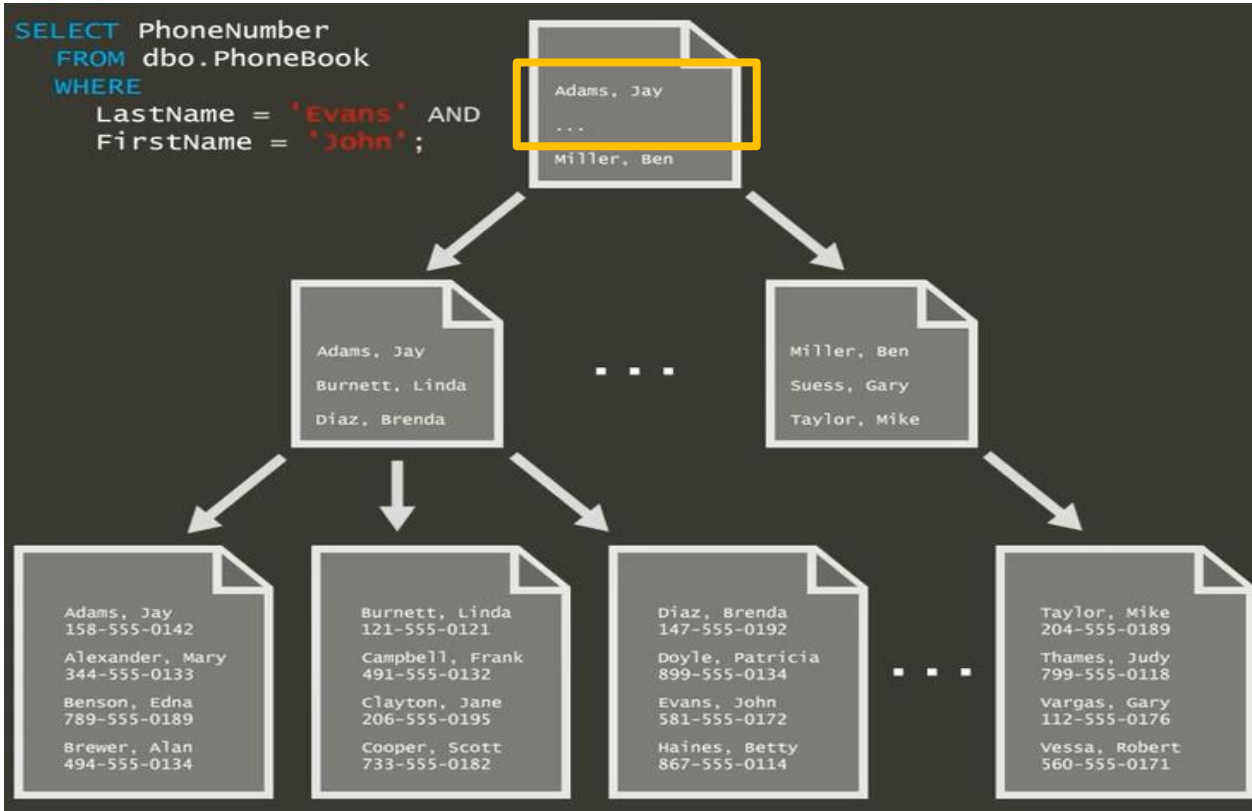 SELECT PhoneNumber
FROM dbo.PhoneBook
WHERE
LastName = 'Evans' AND
FirstName = 'John';
Adams, Jay
...
Miller, Ben
Adams, Jay
Burnett, Linda
Diaz, Brenda
...
Miller, Ben
Suess, Gary
Taylor, Mike
Adams, Jay
158-555-0142
Alexander, Mary
344-555-0133
Benson, Edna
789-555-0189
Brewer, Alan
494-555-0134
Burnett, Linda
121-555-0121
Campbell, Frank
491-555-0132
Clayton, Jane
206-555-0195
Cooper, Scott
733-555-0182
Diaz, Brenda
147-555-0192
Doyle, Patricia
899-555-0134
Evans, John
581-555-0172
Haines, Betty
867-555-0114
...
Taylor, Mike
204-555-0189
Thames, Judy
799-555-0118
Vargas, Gary
112-555-0176
Vessa, Robert
560-555-0171